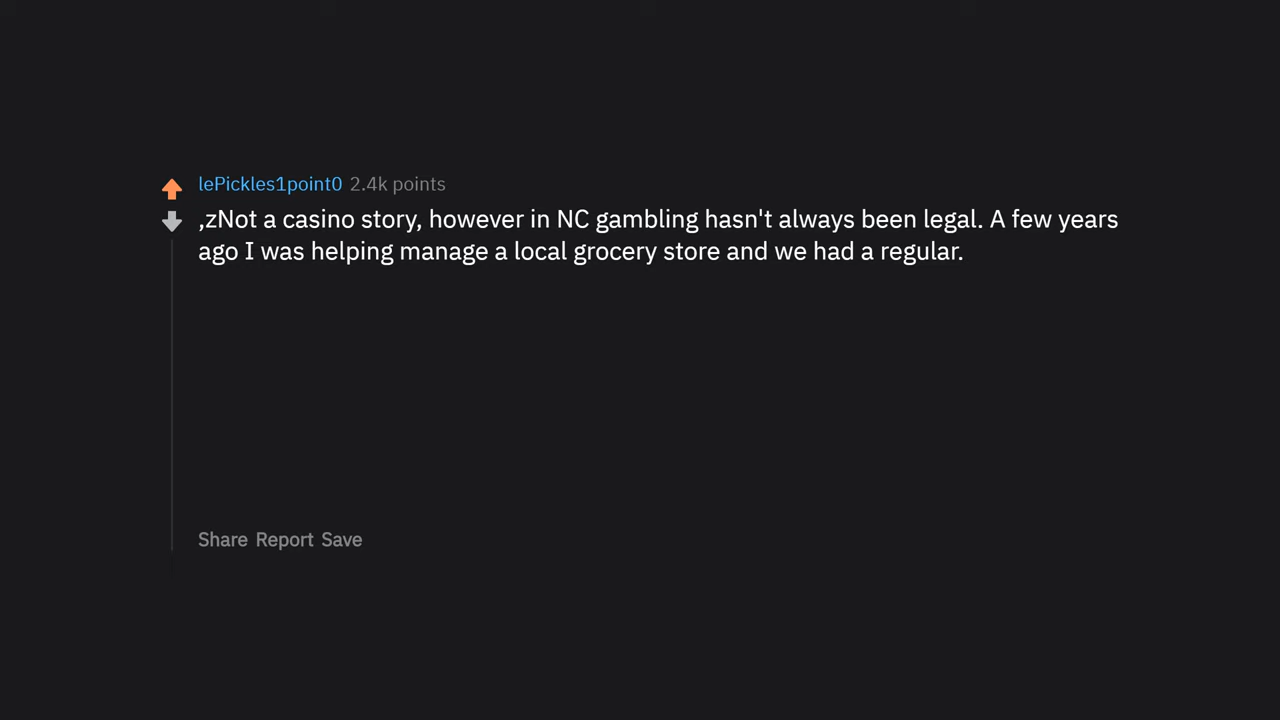 lePickles1point0 2.4k points
,zNot a casino story, however in NC gambling hasn't always been legal. A few years
ago I was helping manage a local grocery store and we had a regular.
Share Report Save